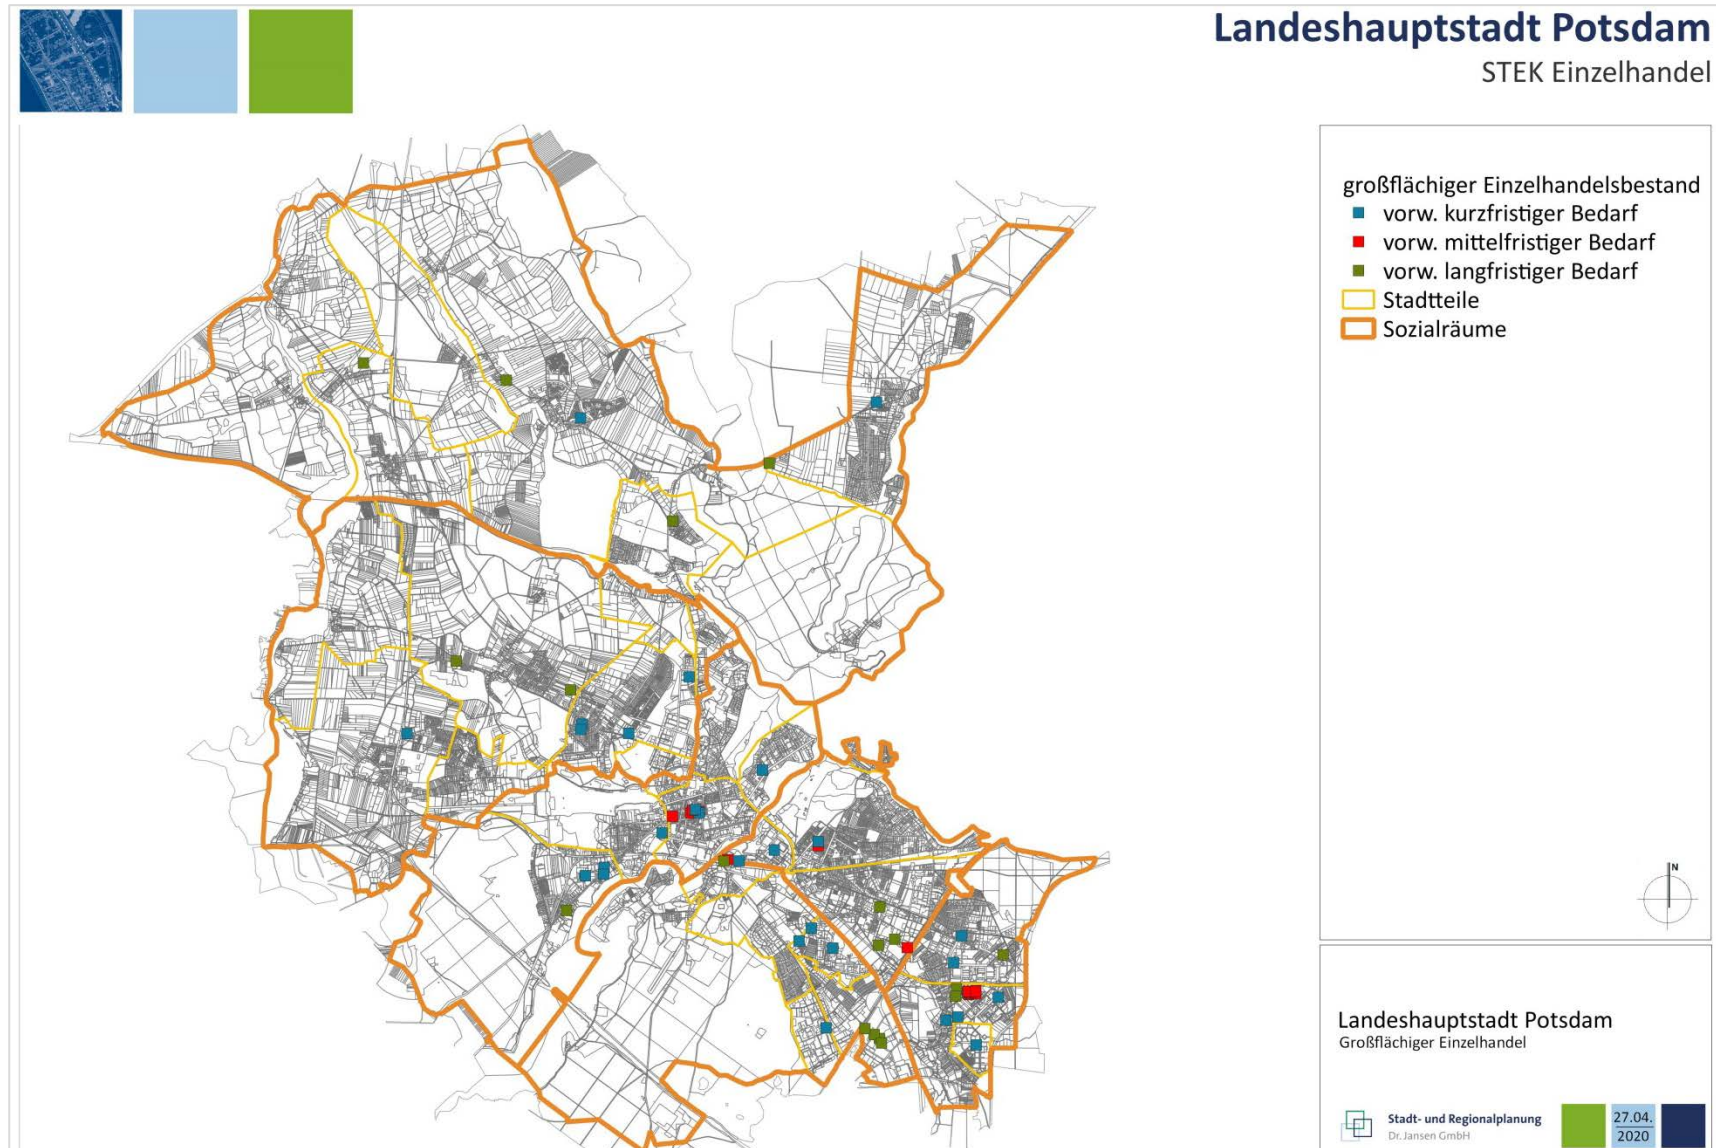 Landeshauptstadt Potsdam
STEK Einzelhandel
großflächiger Einzelhandelsbestand
vorw. kurzfristiger Bedarf
vorw. mittelfristiger Bedarf
vorw. langfristiger Bedarf
Stadtteile
Sozialräume
N
Landeshauptstadt Potsdam
Großflächiger Einzelhandel
Stadt- und Regionalplanung
Dr. Jansen GmbH
27.04.
2020